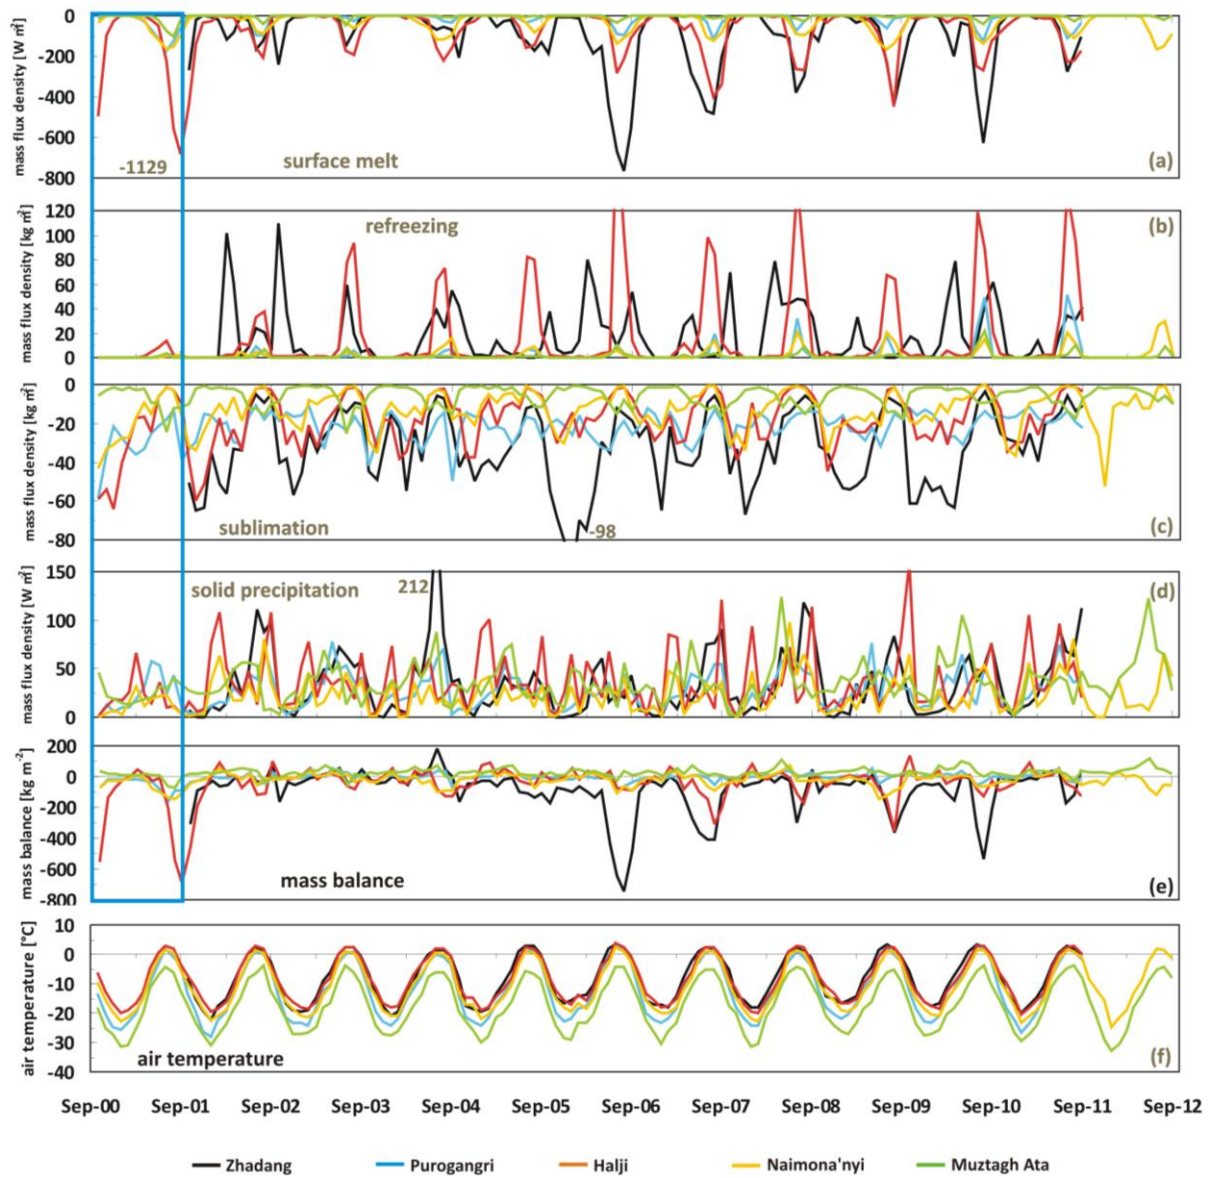 mass flux density [W m²]
0
-200
-400
-600
-800
-1129
surface melt
(a)
mass flux density [kg m²]
120
100
80
60
40
20
0
refreezing
(b)
mass flux density [kg m²]
0
-20
-40
-60
-80
sublimation
-98
(c)
mass flux density [W m²]
150
100
50
0
solid precipitation
212
(d)
mass balance [kg m⁻²]
200
0
-200
-400
-600
-800
mass balance
(e)
air temperature [°C]
10
0
-10
-20
-30
-40
air temperature
(f)
Sep-00 Sep-01 Sep-02 Sep-03 Sep-04 Sep-05 Sep-06 Sep-07 Sep-08 Sep-09 Sep-10 Sep-11 Sep-12
Zhadang Purogangri Halji Naimona'nyi Muztagh Ata